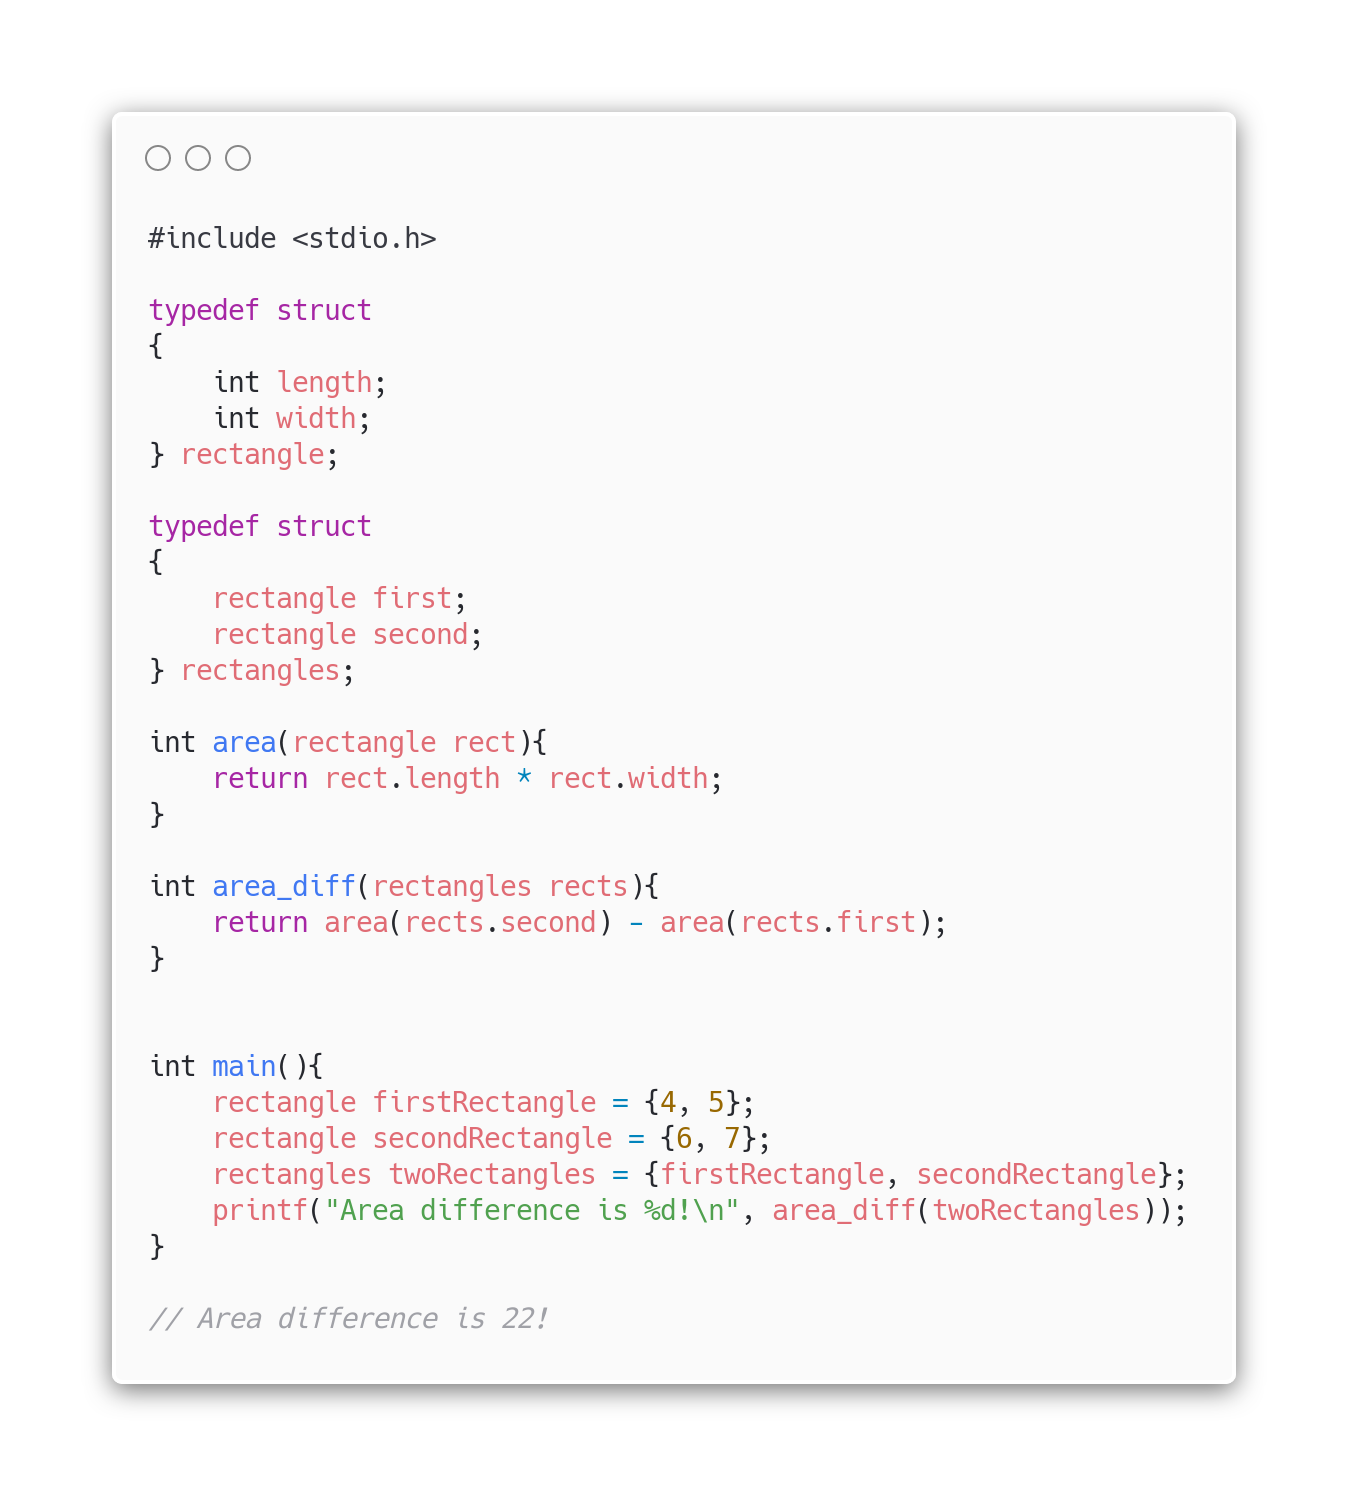 #include <stdio.h>
typedef struct
{
    int length;
    int width;
} rectangle;
typedef struct
{
    rectangle first;
    rectangle second;
} rectangles;
int area(rectangle rect){
    return rect.length * rect.width;
}
int area_diff(rectangles rects){
    return area(rects.second) - area(rects.first);
}
int main(){
    rectangle firstRectangle = {4, 5};
    rectangle secondRectangle = {6, 7};
    rectangles twoRectangles = {firstRectangle, secondRectangle};
    printf("Area difference is %d!\n", area_diff(twoRectangles));
}
// Area difference is 22!